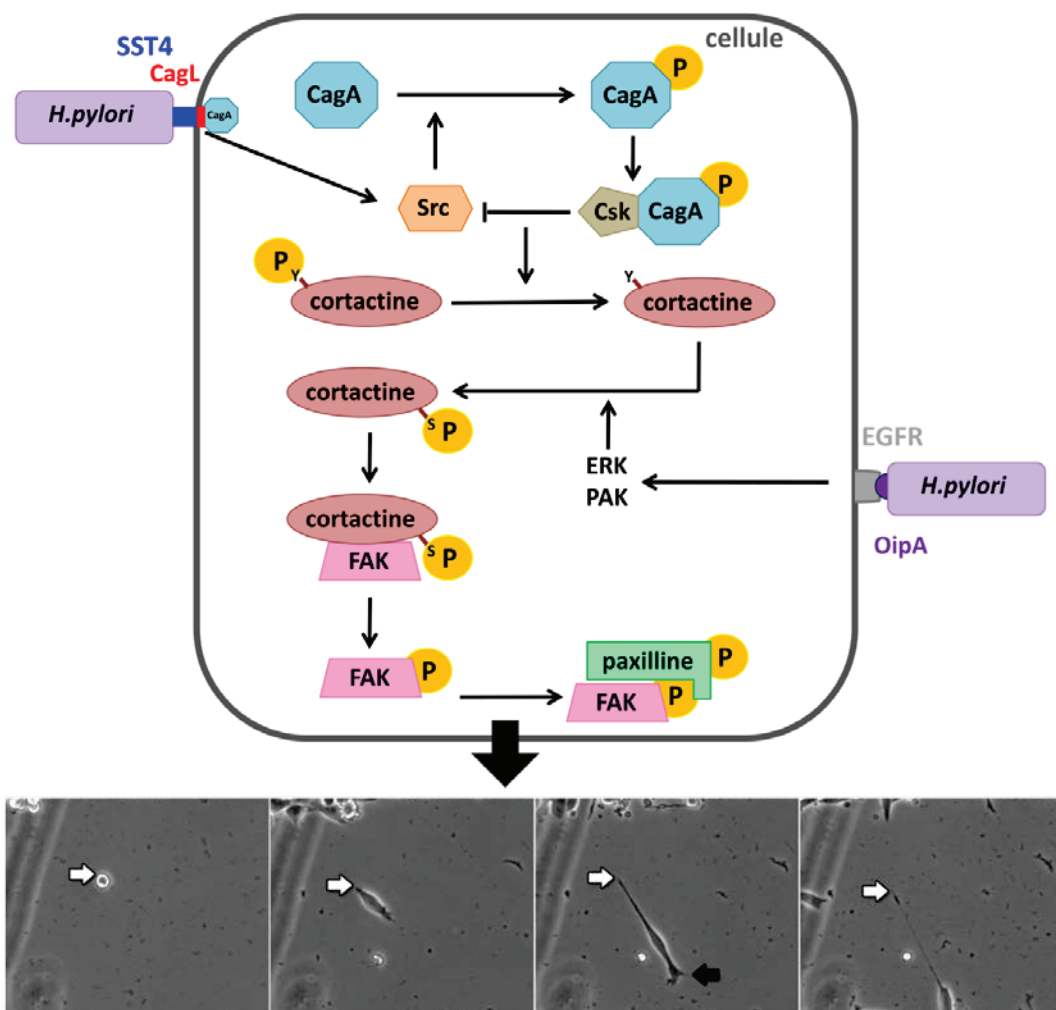 cellule
SST4
CagL
H.pylori
CagA
CagA
CagA
P
Src
Csk
CagA
P
P
Y
cortactine
Y
cortactine
cortactine
S
P
ERK
PAK
EGFR
H.pylori
OipA
cortactine
S
P
FAK
FAK
P
paxilline
P
FAK
P